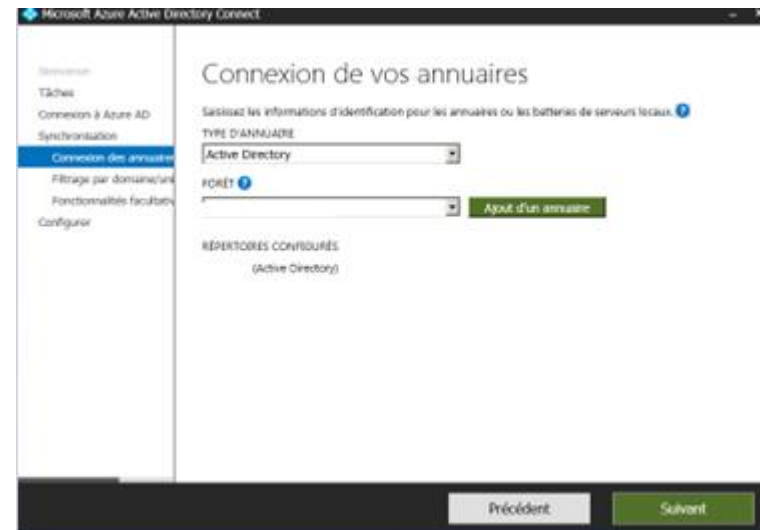 Microsoft Azure Active Directory Connect
Bienvenue
Tâches
Connexion à Azure AD
Synchronisation
Connexion des annuaire
Filtrage par domaine/uni
Fonctionnalités facultativ
Configurer
Connexion de vos annuaires
Saisissez les informations d'identification pour les annuaires ou les batteries de serveurs locaux. ?
TYPE D'ANNUAIRE
Active Directory
FORÊT ?
Ajout d'un annuaire
RÉPERTOIRES CONFIGURÉS
(Active Directory)
Précédent
Suivant